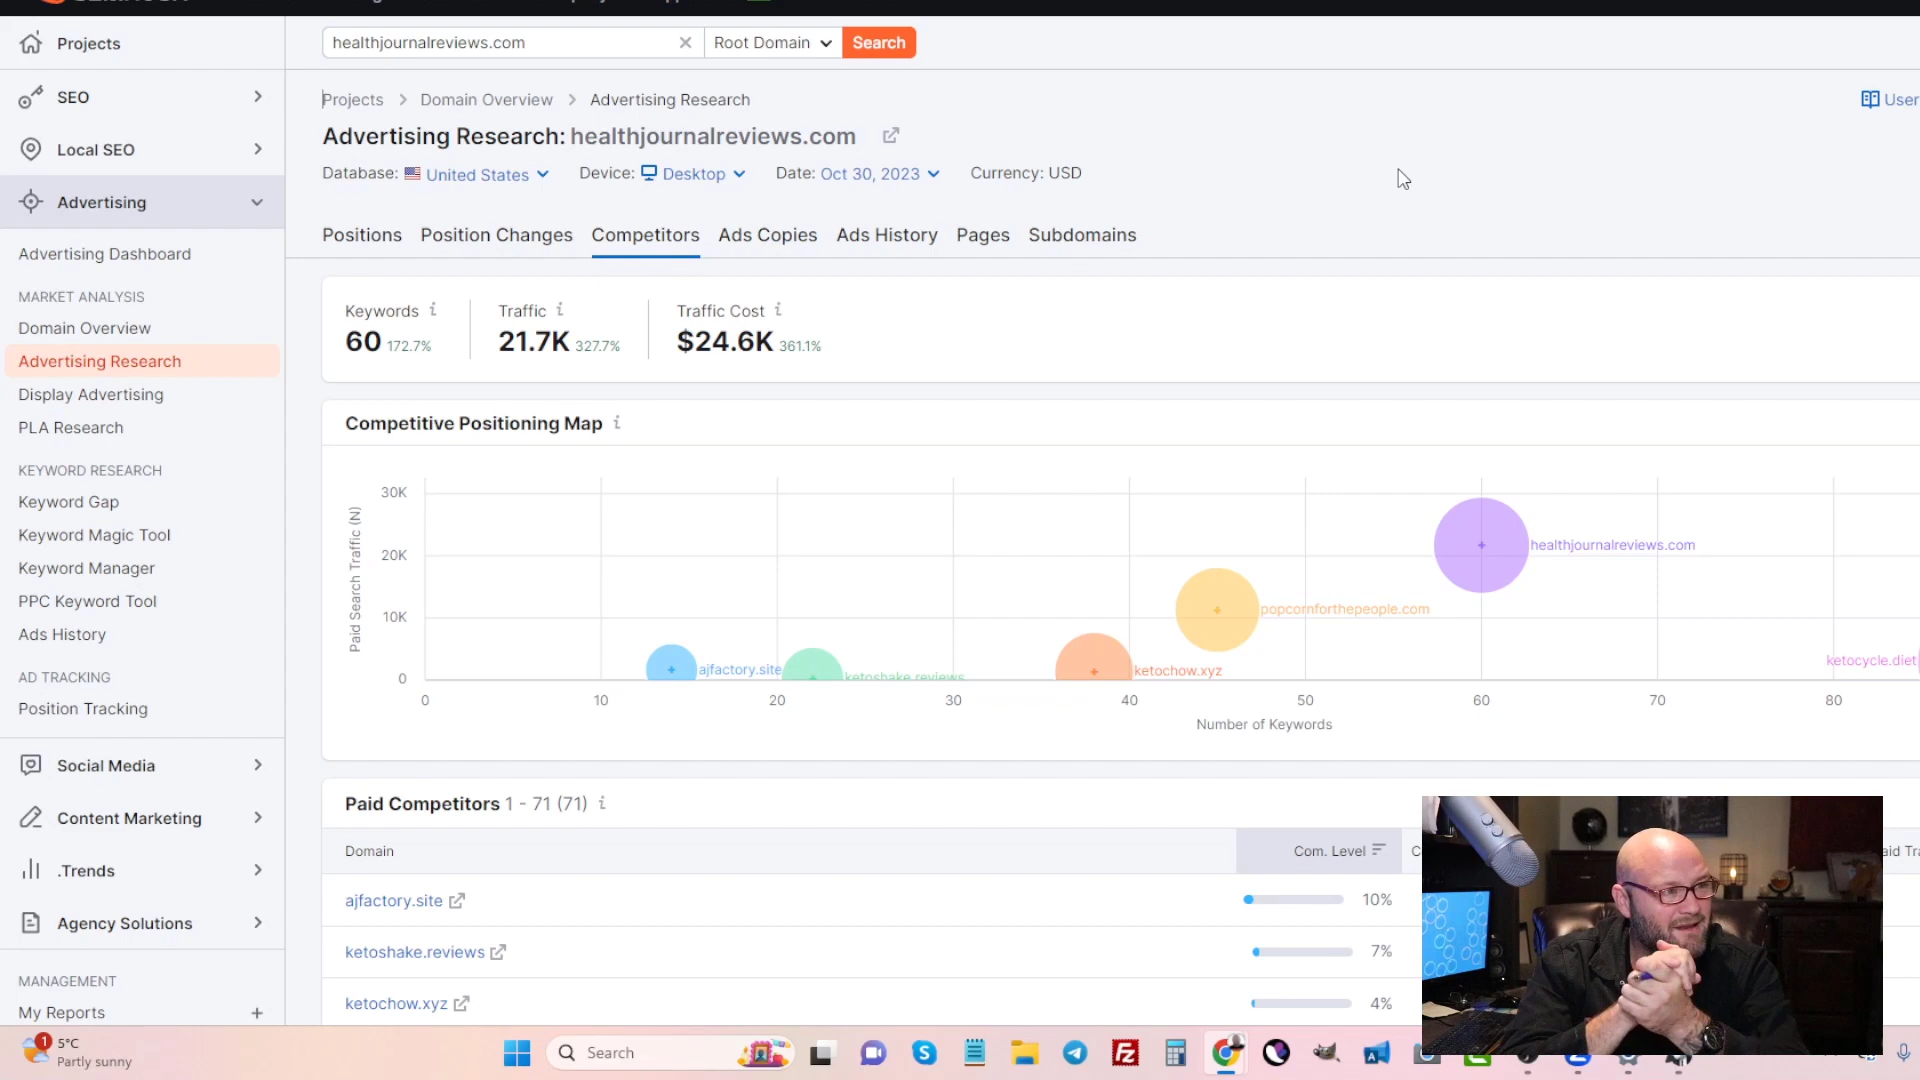 Projects
healthjournalreviews.com
Root Domain
Search
SEO
Local SEO
Advertising
Advertising Dashboard
MARKET ANALYSIS
Domain Overview
Advertising Research
Display Advertising
PLA Research
KEYWORD RESEARCH
Keyword Gap
Keyword Magic Tool
Keyword Manager
PPC Keyword Tool
Ads History
AD TRACKING
Position Tracking
Social Media
Content Marketing
.Trends
Agency Solutions
MANAGEMENT
My Reports +
Projects > Domain Overview > Advertising Research
User
Advertising Research: healthjournalreviews.com
Database: United States Device: Desktop Date: Oct 30, 2023 Currency: USD
Positions Position Changes Competitors Ads Copies Ads History Pages Subdomains
Keywords i Traffic i Traffic Cost i
60 172.7% 21.7K 327.7% $24.6K 361.1%
Competitive Positioning Map i
Paid Search Traffic (N)
30K
20K
10K
0
healthjournalreviews.com
popcornforthepeople.com
ketocycle.diet
ajfactory.site
ketoshake.reviews
ketochow.xyz
0 10 20 30 40 50 60 70 80
Number of Keywords
Paid Competitors 1 - 71 (71) i
Domain Com. Level
ajfactory.site 10%
ketoshake.reviews 7%
ketochow.xyz 4%
1
5°C
Partly sunny
Search